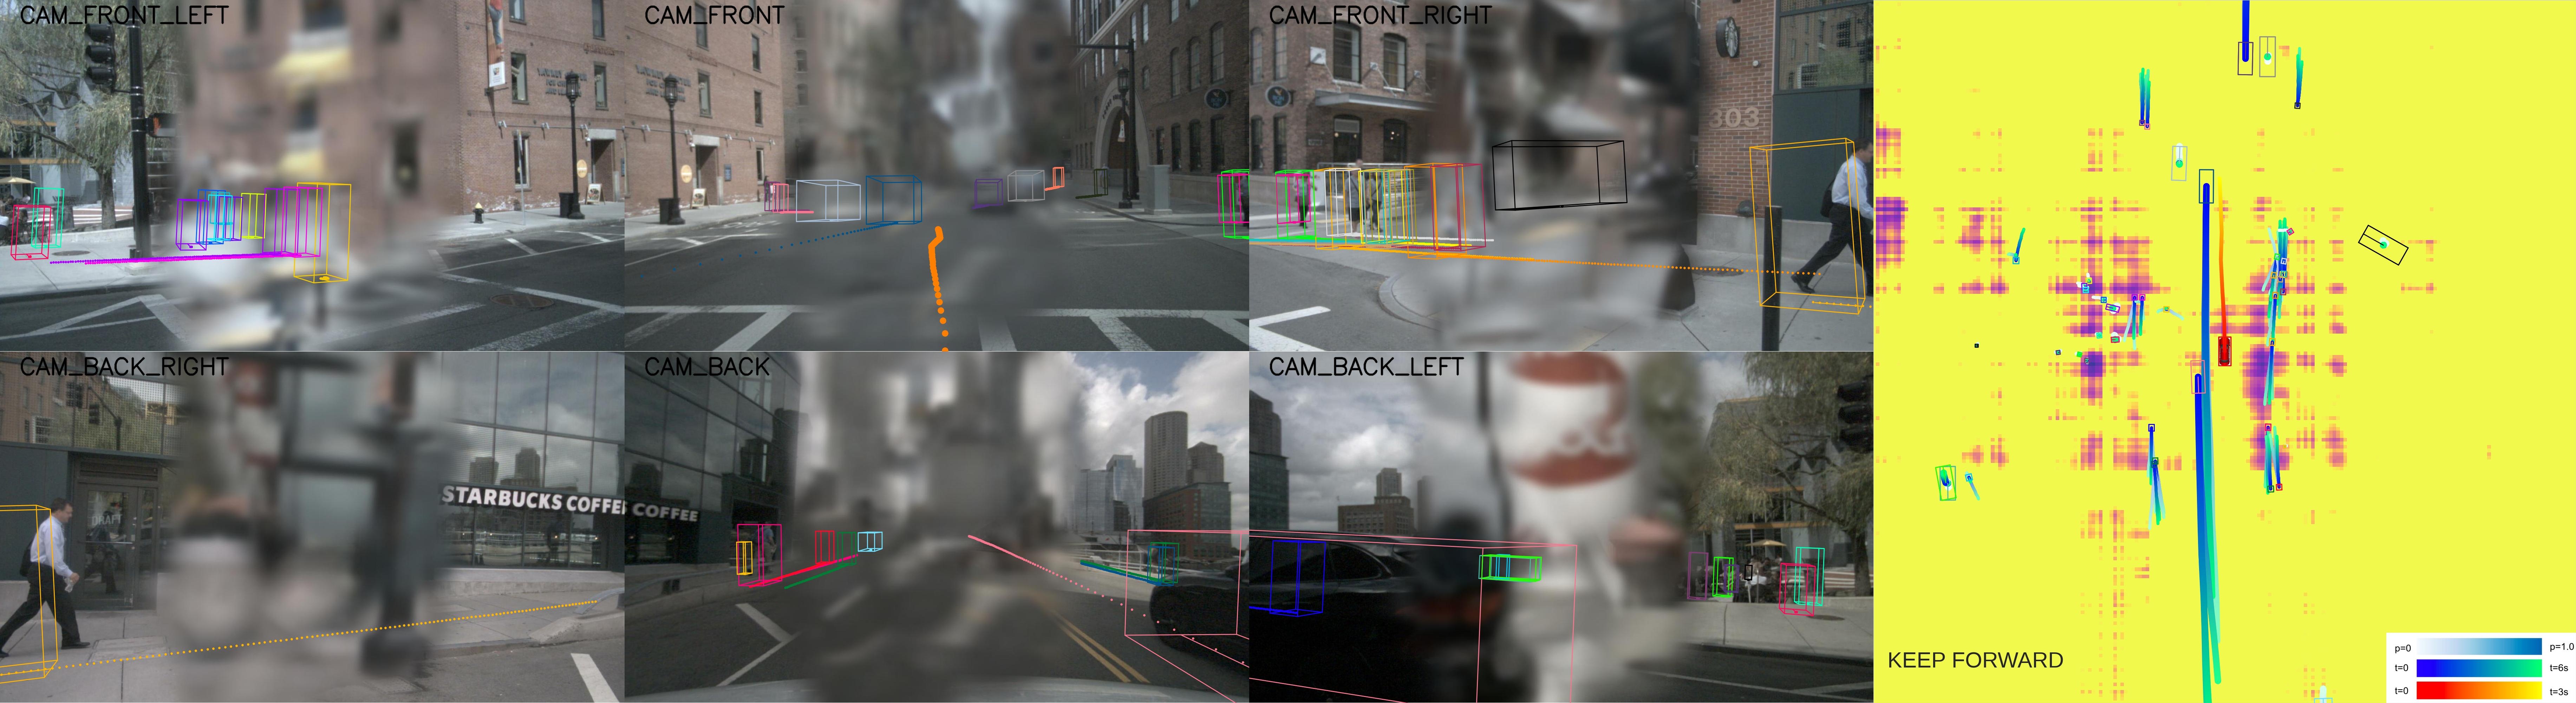 CAM_FRONT_LEFT
CAM_FRONT
CAM_FRONT_RIGHT
303
CAM_BACK_RIGHT
CAM_BACK
CAM_BACK_LEFT
DRAFT
STARBUCKS COFFEE
COFFEE
KEEP FORWARD
p=0
p=1.0
t=0
t=6s
t=0
t=3s